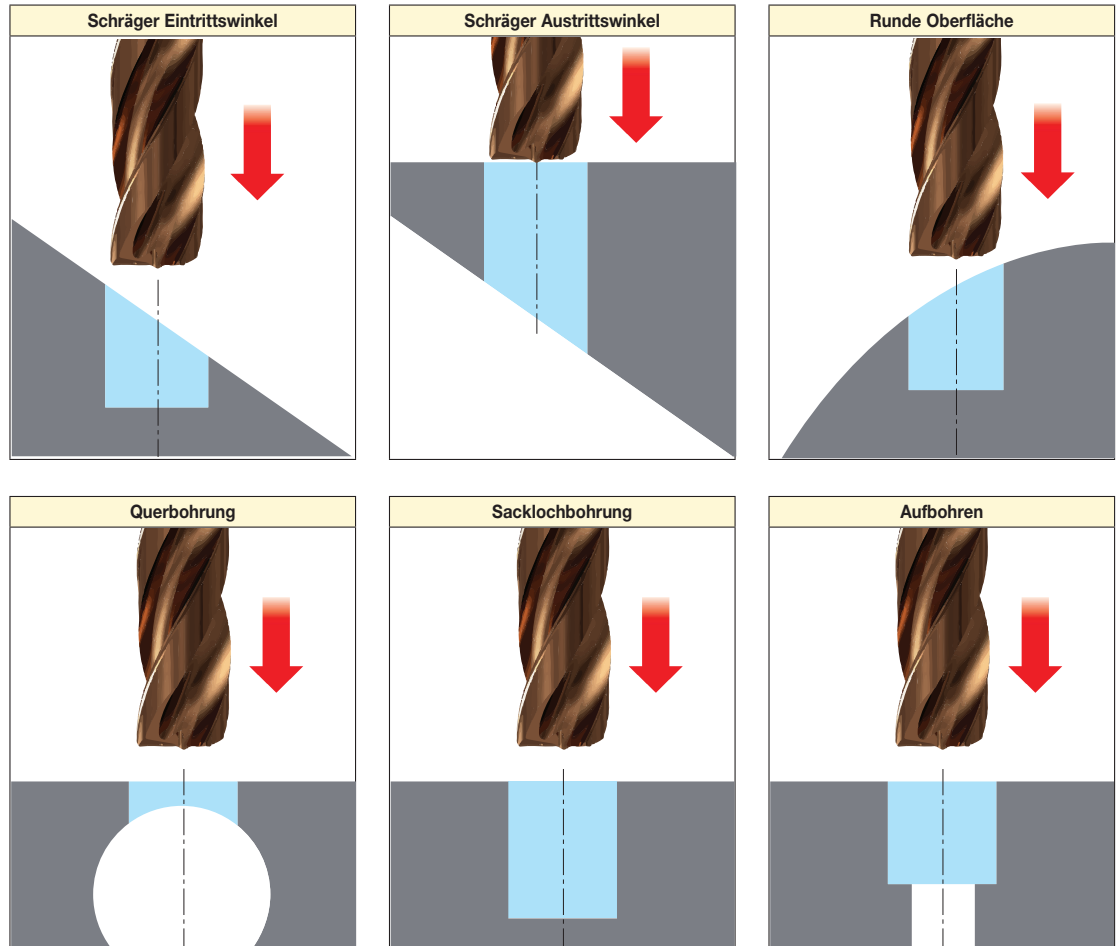 Schräger Eintrittswinkel
Schräger Austrittswinkel
Runde Oberfläche
Querbohrung
Sacklochbohrung
Aufbohren